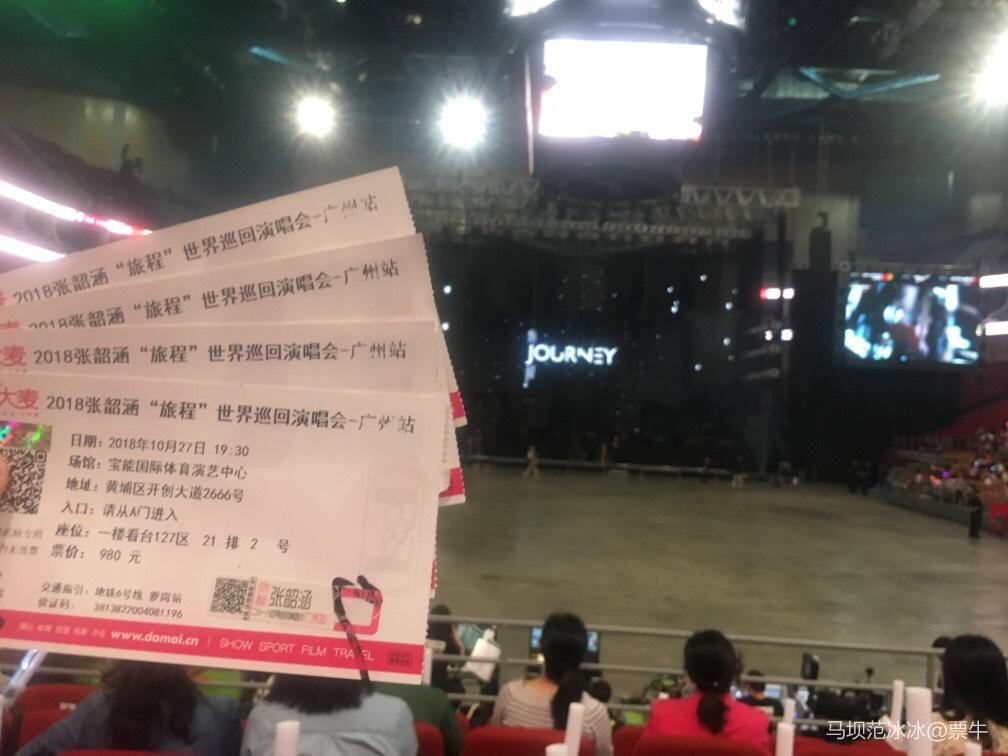 2018张韶涵“旅程”世界巡回演唱会-广州站
2018张韶涵“旅程”世界巡回演唱会-广州站
大麦 2018张韶涵“旅程”世界巡回演唱会-广州站
大麦 2018张韶涵“旅程”世界巡回演唱会-广州站
日期：2018年10月27日 19:30
场馆：宝能国际体育演艺中心
地址：黄埔区开创大道2666号
入口：请从A门进入
座位：一楼看台127区 21 排 2 号
票价： 980 元
交通指引：地铁6号线 萝岗站
验证码： 3813822004081196
张韶涵
www.damai.cn | SHOW SPORT FILM TRAVEL
JOURNEY
马坝范冰冰@票牛